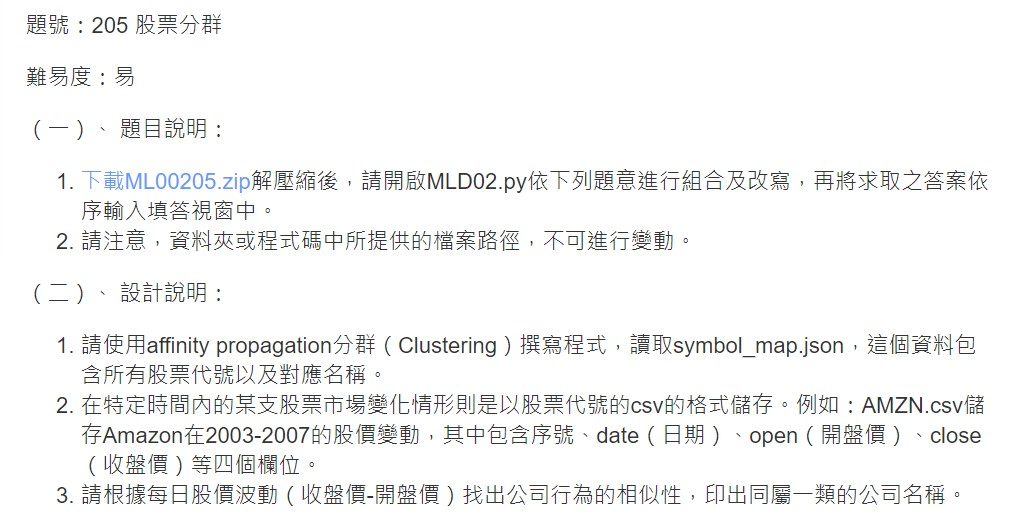 題號：205 股票分群
難易度：易
（一）、 題目說明：
1. 下載ML00205.zip解壓縮後，請開啟MLD02.py依下列題意進行組合及改寫，再將求取之答案依
序輸入填答視窗中。
2. 請注意，資料夾或程式碼中所提供的檔案路徑，不可進行變動。
（二）、 設計說明：
1. 請使用affinity propagation分群（Clustering）撰寫程式，讀取symbol_map.json，這個資料包
含所有股票代號以及對應名稱。
2. 在特定時間內的某支股票市場變化情形則是以股票代號的csv的格式儲存。例如：AMZN.csv儲
存Amazon在2003-2007的股價變動，其中包含序號、date（日期）、open（開盤價）、close
（收盤價）等四個欄位。
3. 請根據每日股價波動（收盤價-開盤價）找出公司行為的相似性，印出同屬一類的公司名稱。